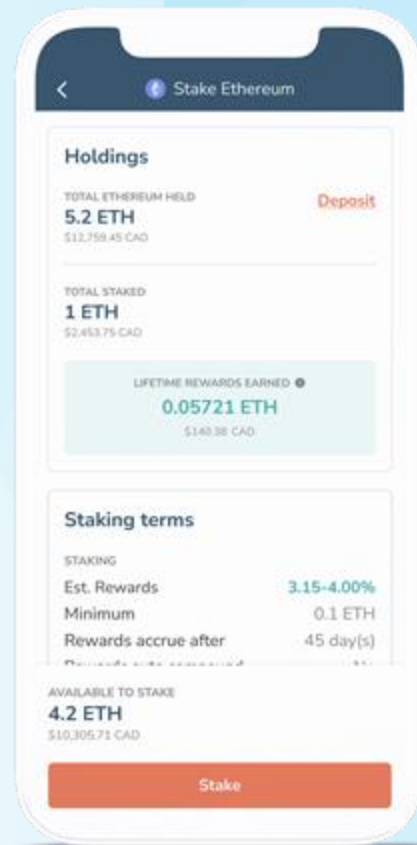 Stake Ethereum
Holdings
TOTAL ETHEREUM HELD
Deposit
5.2 ETH
$12,759.45 CAD
TOTAL STAKED
1 ETH
$2,453.75 CAD
LIFETIME REWARDS EARNED
0.05721 ETH
$140.38 CAD
Staking terms
STAKING
Est. Rewards 3.15-4.00%
Minimum 0.1 ETH
Rewards accrue after 45 day(s)
AVAILABLE TO STAKE
4.2 ETH
$10,305.71 CAD
Stake